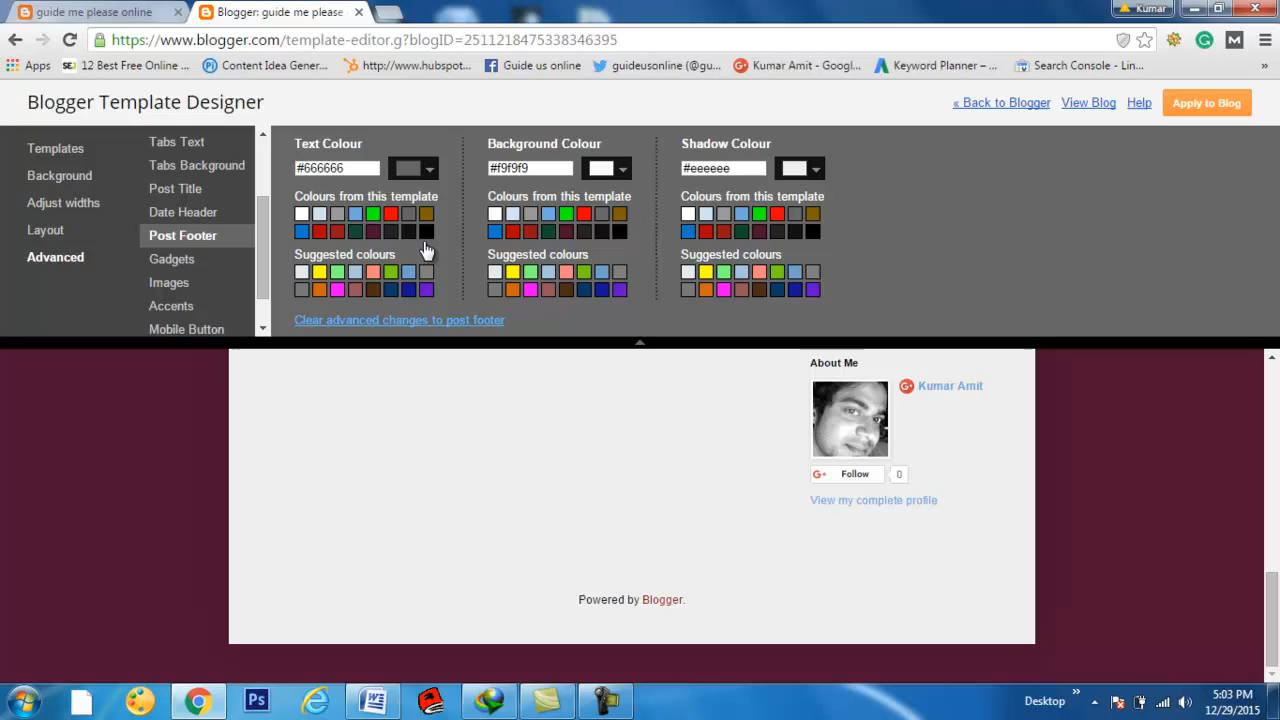 guide me please online
Blogger: guide me please
Kumar
https://www.blogger.com/template-editor.g?blogID=2511218475338346395
Apps
12 Best Free Online ...
Content Idea Gener...
http://www.hubspot...
Guide us online
guideusonline (@gu...
Kumar Amit - Googl...
Keyword Planner – ...
Search Console - Lin...
»
Blogger Template Designer
« Back to Blogger
View Blog
Help
Apply to Blog
Templates
Background
Adjust widths
Layout
Advanced
Tabs Text
Tabs Background
Post Title
Date Header
Post Footer
Gadgets
Images
Accents
Mobile Button
Text Colour
#666666
Colours from this template
Suggested colours
Background Colour
#f9f9f9
Colours from this template
Suggested colours
Shadow Colour
#eeeeee
Colours from this template
Suggested colours
Clear advanced changes to post footer
About Me
Kumar Amit
G+ Follow 0
View my complete profile
Powered by Blogger.
Ps
Desktop »
5:03 PM
12/29/2015